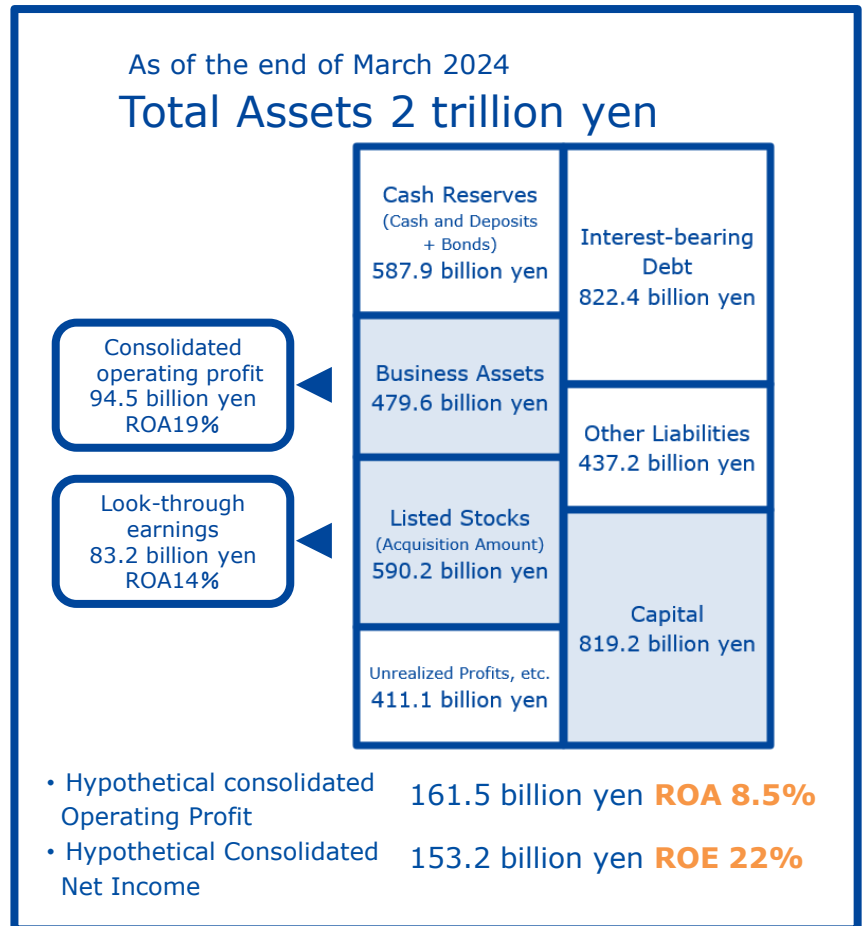 As of the end of March 2024
Total Assets 2 trillion yen
Cash Reserves
(Cash and Deposits
+ Bonds)
587.9 billion yen
Interest-bearing
Debt
822.4 billion yen
Consolidated
operating profit
94.5 billion yen
ROA19%
Business Assets
479.6 billion yen
Other Liabilities
437.2 billion yen
Look-through
earnings
83.2 billion yen
ROA14%
Listed Stocks
(Acquisition Amount)
590.2 billion yen
Capital
819.2 billion yen
Unrealized Profits, etc.
411.1 billion yen
・Hypothetical consolidated
Operating Profit
161.5 billion yen ROA 8.5%
・Hypothetical Consolidated
Net Income
153.2 billion yen ROE 22%